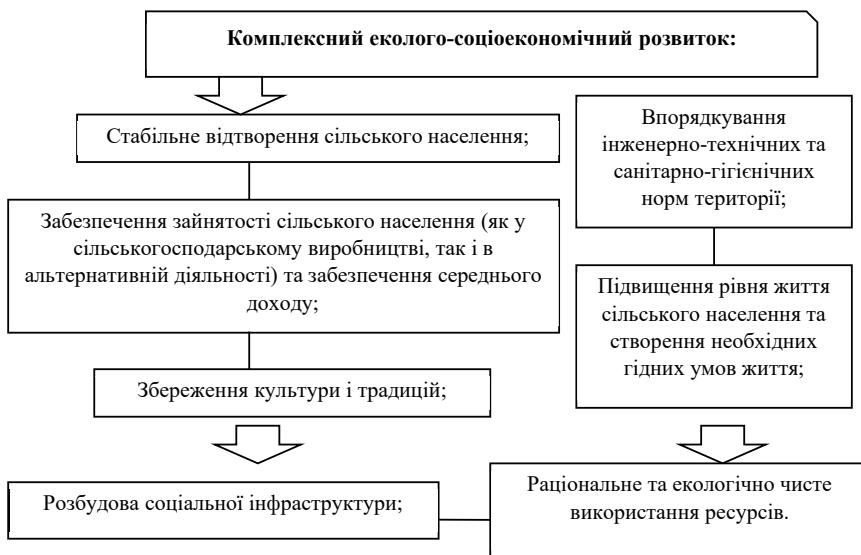 Комплексний еколого-соціоекономічний розвиток:
Стабільне відтворення сільського населення;
Забезпечення зайнятості сільського населення (як у
сільськогосподарському виробництві, так і в
альтернативній діяльності) та забезпечення середнього
доходу;
Збереження культури і традицій;
Розбудова соціальної інфраструктури;
Впорядкування
інженерно-технічних та
санітарно-гігієнічних
норм території;
Підвищення рівня життя
сільського населення та
створення необхідних
гідних умов життя;
Раціональне та екологічно чисте
використання ресурсів.